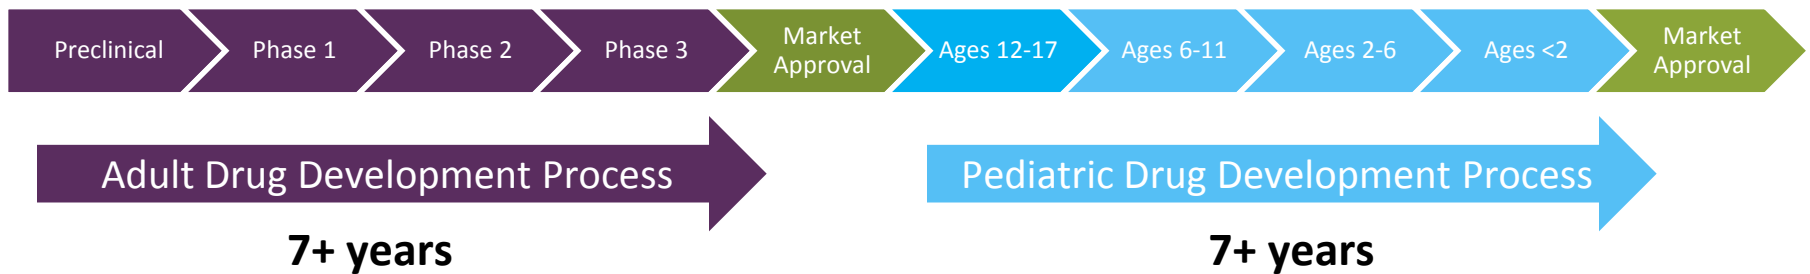 Preclinical
Phase 1
Phase 2
Phase 3
Market
Approval
Ages 12-17
Ages 6-11
Ages 2-6
Ages <2
Market
Approval
Adult Drug Development Process
Pediatric Drug Development Process
7+ years
7+ years